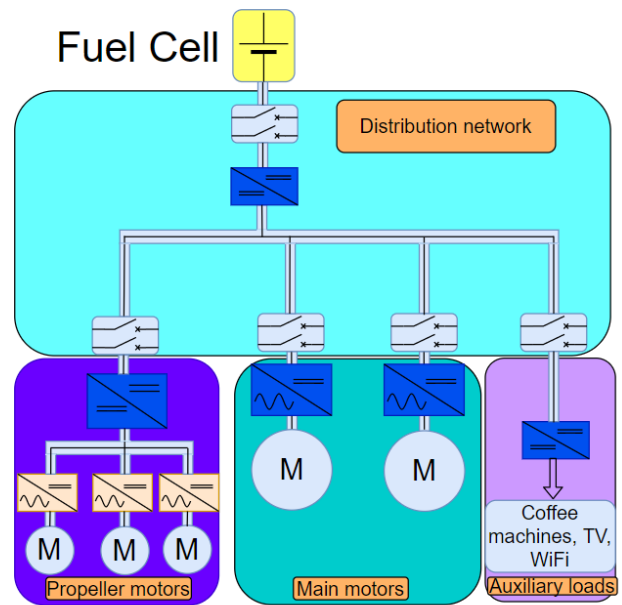 Fuel Cell
Distribution network
M
M
M
M
M
Coffee
machines, TV,
WiFi
Propeller motors
Main motors
Auxiliary loads